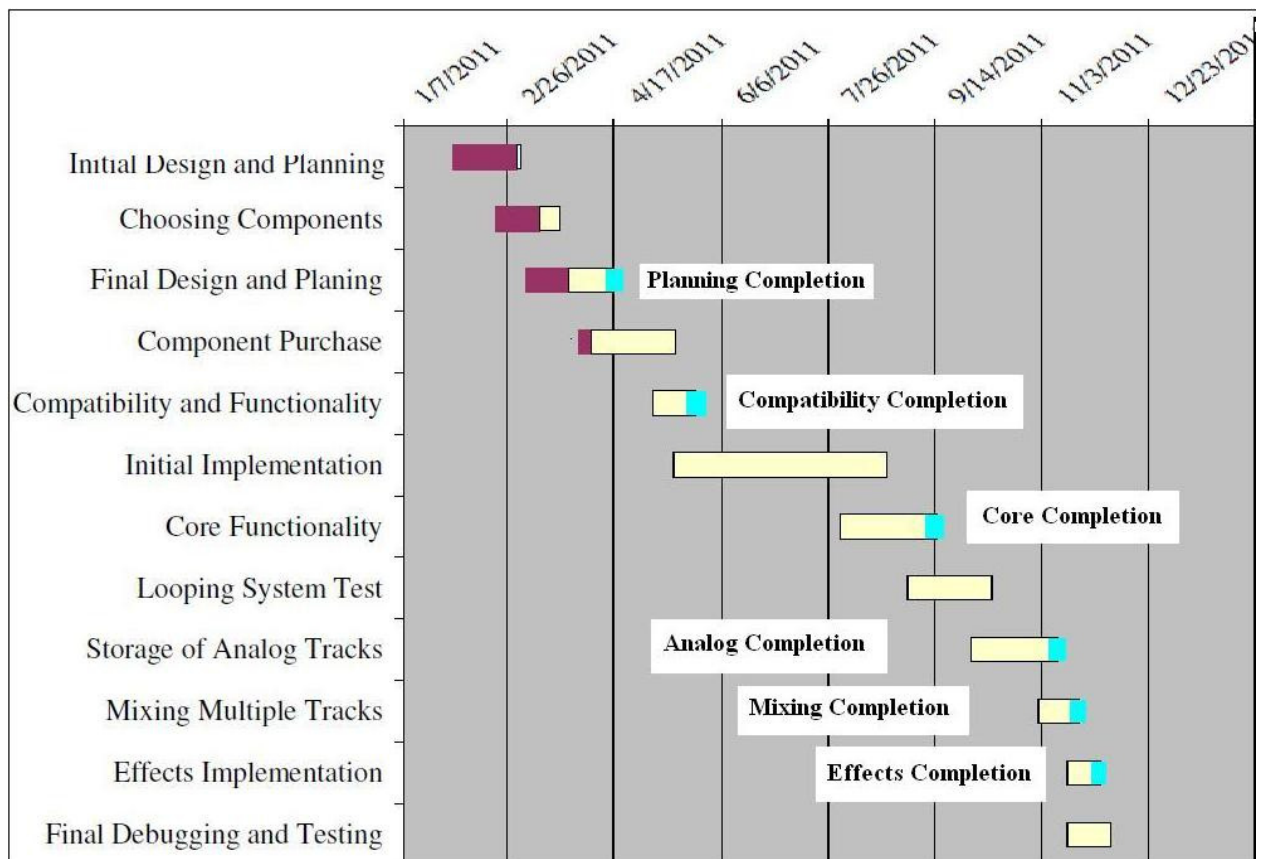 1/7/2011 2/26/2011 4/17/2011 6/6/2011 7/26/2011 9/14/2011 11/3/2011
Initial Design and Planning
Choosing Components
Final Design and Planing Planning Completion
Component Purchase
Compatibility and Functionality Compatibility Completion
Initial Implementation
Core Functionality Core Completion
Looping System Test
Storage of Analog Tracks Analog Completion
Mixing Multiple Tracks Mixing Completion
Effects Implementation Effects Completion
Final Debugging and Testing